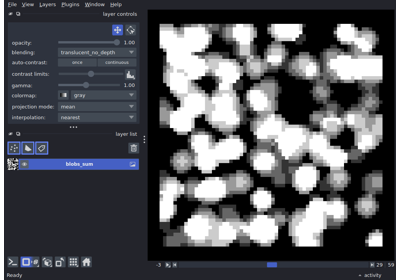 File View Layers Plugins Window Help
layer controls
opacity: 1.00
blending: translucent_no_depth
auto-contrast: once continuous
contrast limits:
gamma: 1.00
colormap: gray
projection mode: mean
interpolation: nearest
layer list
blobs_sum
-3 29 59
Ready activity